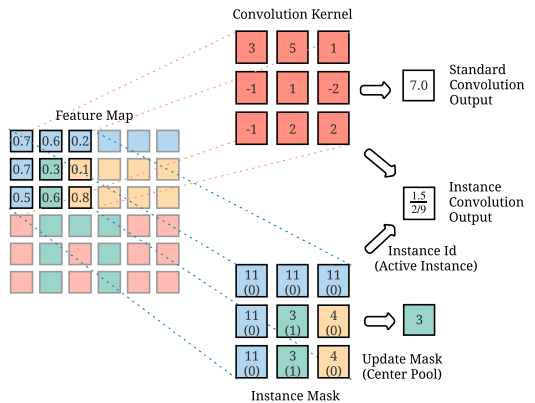 Convolution Kernel
3 5 1
-1 1 -2
-1 2 2
7.0
Standard
Convolution
Output
Feature Map
0.7 0.6 0.2
0.7 0.3 0.1
0.5 0.6 0.8
1.5
2/9
Instance
Convolution
Output
Instance Id
(Active Instance)
11 11 11
(0) (0) (0)
11 3 4
(0) (1) (0)
11 3 4
(0) (1) (0)
3
Update Mask
(Center Pool)
Instance Mask